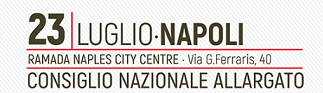 23 LUGLIO·NAPOLI
RAMADA NAPLES CITY CENTRE · Via G.Ferraris, 40
CONSIGLIO NAZIONALE ALLARGATO